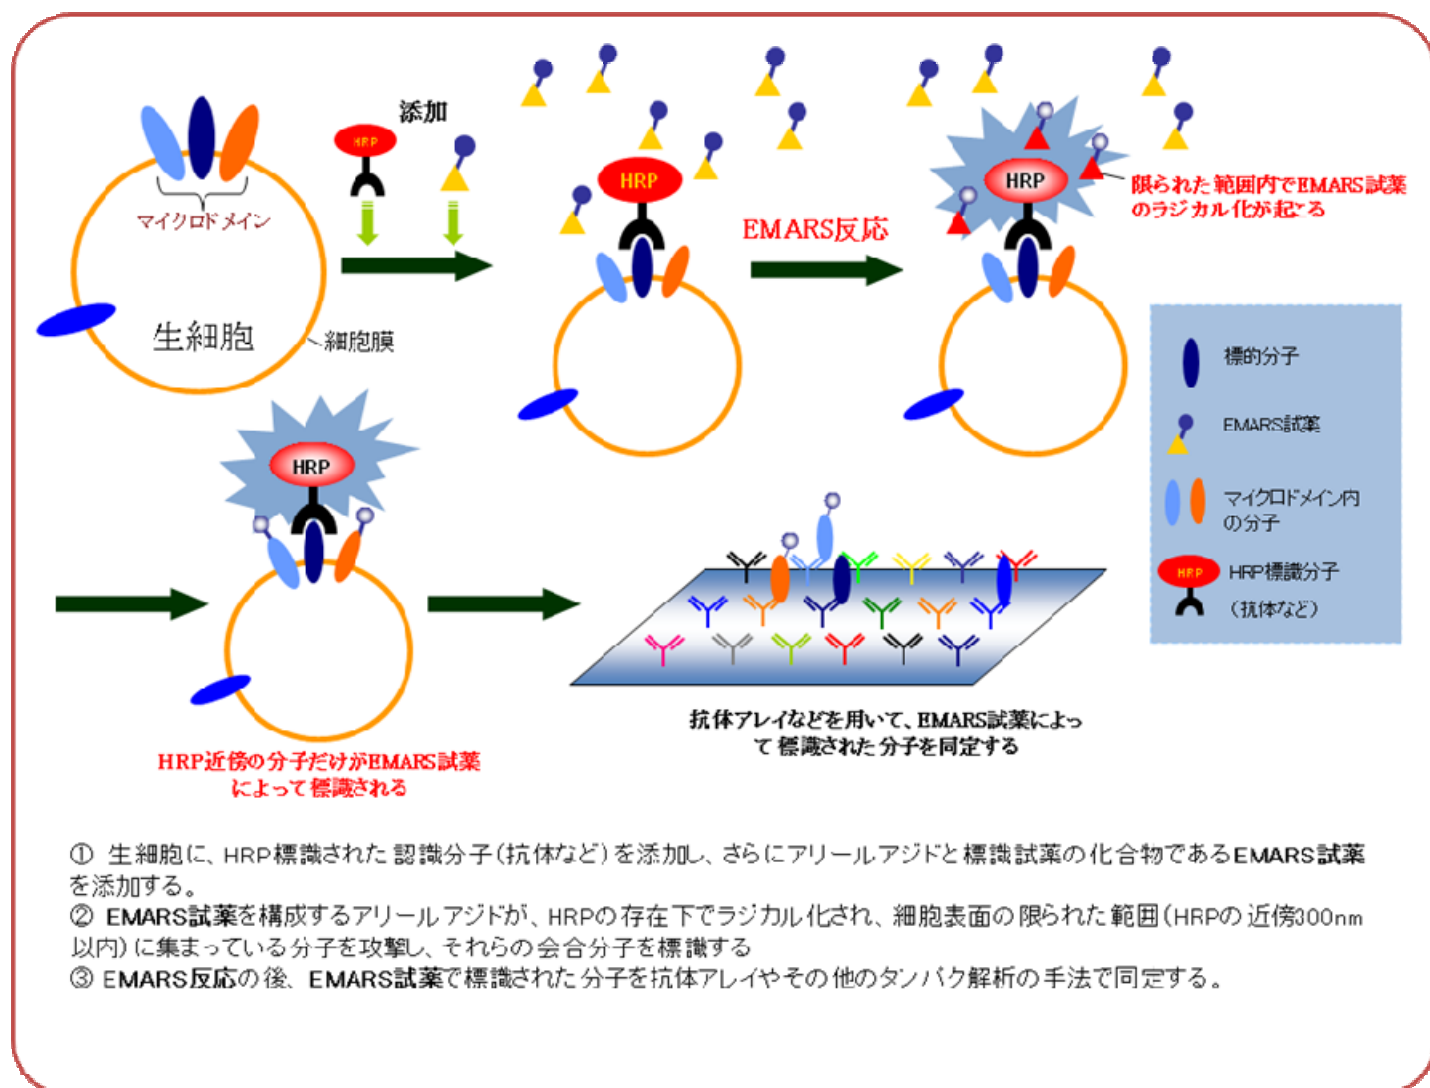 添加
HRP
マイクロドメイン
生細胞
細胞膜
HRP
EMARS反応
HRP
限られた範囲内でEMARS試薬
のラジカル化が起こる
標的分子
EMARS試薬
マイクロドメイン内
の分子
HRP
HRP標識分子
(抗体など)
HRP
HRP近傍の分子だけがEMARS試薬
によって標識される
抗体アレイなどを用いて、EMARS試薬によっ
て標識された分子を同定する
① 生細胞に、HRP標識された認識分子(抗体など)を添加し、さらにアリールアジドと標識試薬の化合物であるEMARS試薬
を添加する。
② EMARS試薬を構成するアリールアジドが、HRPの存在下でラジカル化され、細胞表面の限られた範囲(HRPの近傍300nm
以内)に集まっている分子を攻撃し、それらの会合分子を標識する
③ EMARS反応の後、EMARS試薬で標識された分子を抗体アレイやその他のタンパク解析の手法で同定する。